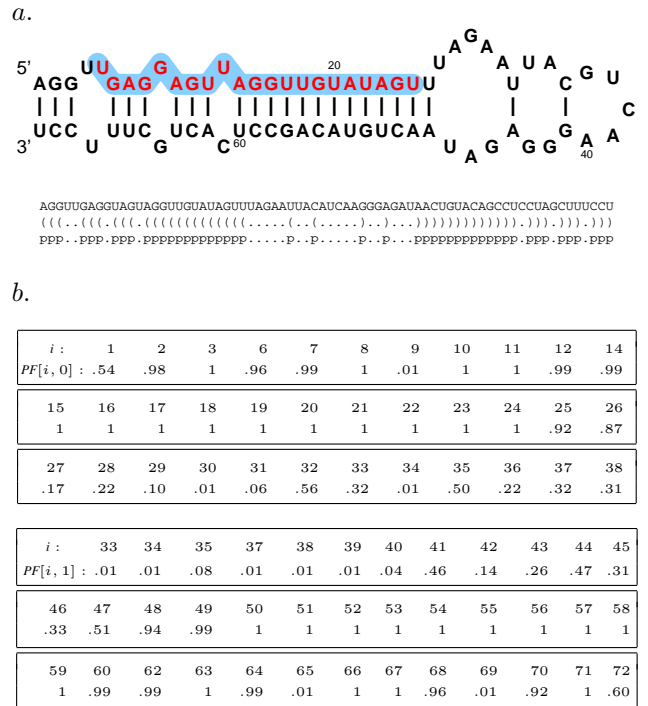 a.
5' AGG UUGAGGAGUUAGGUUGUAUAGUU UAGAAUUAC GUC
20
3' UCC U UUC G AUC C UCCGACAUGUCAA UAGAGGGAA
60
40
AGGUUGAGGUAGUAGGUUGUAUAGUUUAGAAUUACAUCAAGGGAGAUAACUGUACAGCCUCCUAGCUUUCCU
(((..(((.(((.(((((((((((((.....(..(.....)..)...))))))))))))).))).))).)))
ppp..ppp.ppp.ppppppppppppp.....p..p.....p..p...ppppppppppppp.ppp.ppp.ppp
b.
i : 1 2 3 6 7 8 9 10 11 12 14
PF[i, 0] : .54 .98 1 .96 .99 1 .01 1 1 .99 .99
15 16 17 18 19 20 21 22 23 24 25 26
1 1 1 1 1 1 1 1 1 1 .92 .87
27 28 29 30 31 32 33 34 35 36 37 38
.17 .22 .10 .01 .06 .56 .32 .01 .50 .22 .32 .31
i : 33 34 35 37 38 39 40 41 42 43 44 45
PF[i, 1] : .01 .01 .08 .01 .01 .01 .04 .46 .14 .26 .47 .31
46 47 48 49 50 51 52 53 54 55 56 57 58
.33 .51 .94 .99 1 1 1 1 1 1 1 1 1
59 60 62 63 64 65 66 67 68 69 70 71 72
1 .99 .99 1 .99 .01 1 1 .96 .01 .92 1 .60